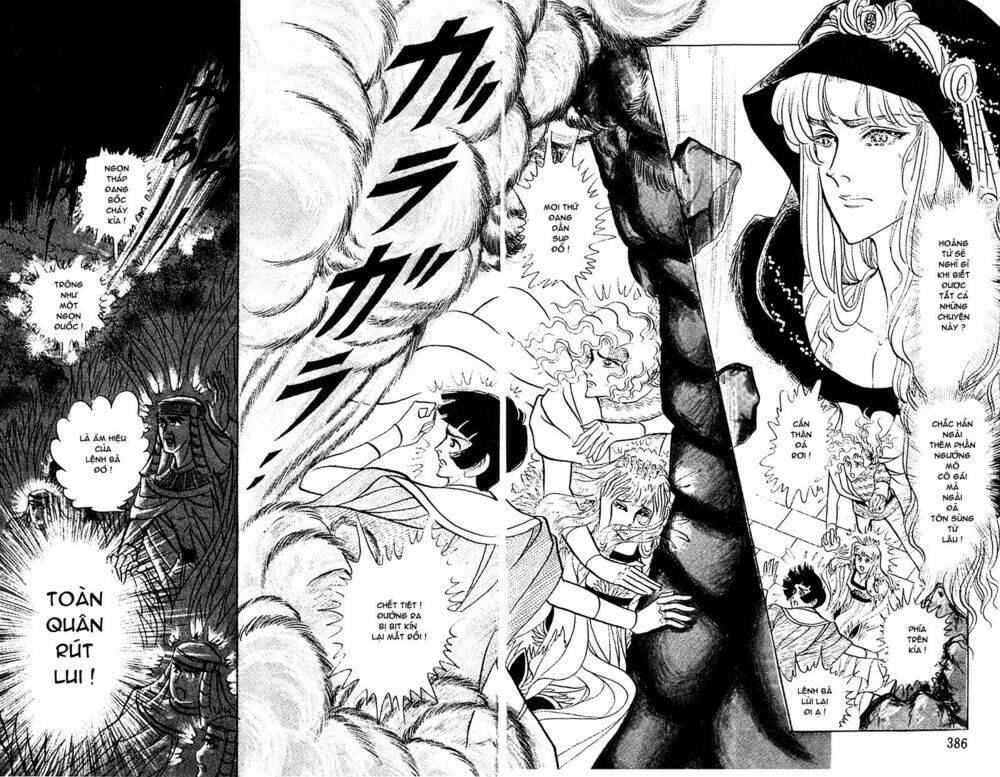 HOÀNG
TỬ SẼ
NGHĨ GÌ
KHI BIẾT
ĐƯỢC
TẤT CẢ
NHỮNG
CHUYỆN
NÀY ?
CHẮC HẲN
NGÀI
THÊM PHẦN
NGƯỠNG
MỘ
CÔ GÁI
MÀ
NGÀI
ĐÃ
TÔN SÙNG
TỪ
LÂU !
CẨN
THẬN
ĐÁ
RƠI !
PHÍA
TRÊN
KÌA !
LỆNH BÀ
LÙI LẠI
ĐI Ạ !
386
MỌI THỨ
ĐANG
DẦN
SỤP
ĐỔ !
ガ
ラ
ガ
ラ
CHẾT TIỆT !
ĐƯỜNG RA
BỊ BỊT KÍN
LẠI MẤT RỒI !
NGỌN
THÁP
ĐANG
BỐC
CHÁY KÌA !
TRÔNG
NHƯ
MỘT
NGỌN
ĐUỐC !
LÀ ÁM HIỆU
CỦA
LỆNH BÀ
ĐÓ !
TOÀN
QUÂN
RÚT
LUI !